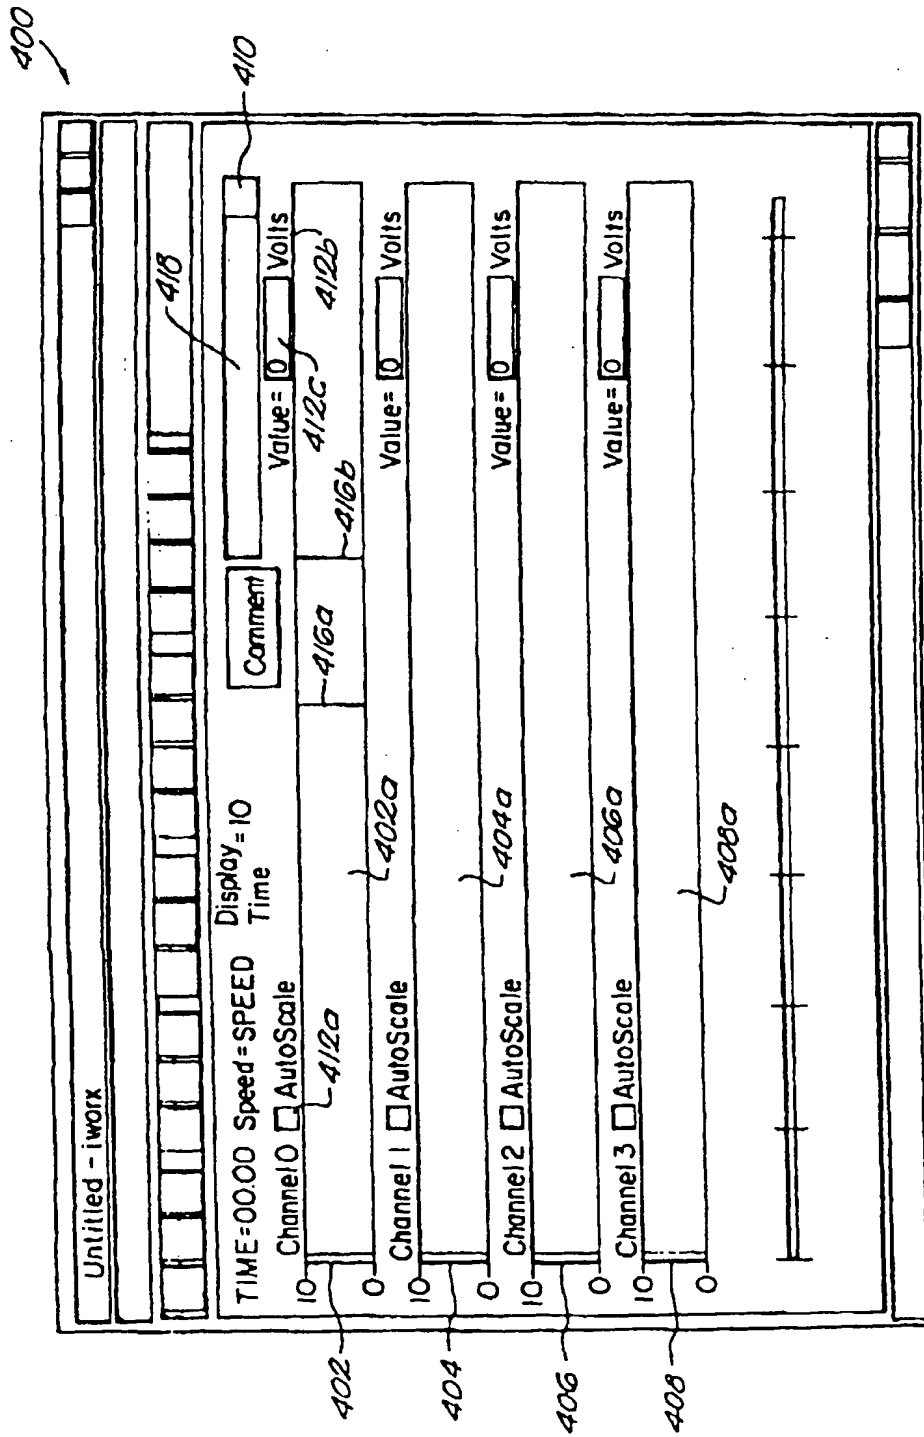 400
Untitled - iworx
418
410
TIME=00.00 Speed=SPEED Display Time =10
Comment
Channel 0 AutoScale Value= 0 Volts
10
0
412a
416a
416b
412c
412b
402
402a
Channel 1 AutoScale Value= 0 Volts
10
0
404
404a
Channel 2 AutoScale Value= 0 Volts
10
0
406
406a
Channel 3 AutoScale Value= 0 Volts
10
0
408
408a